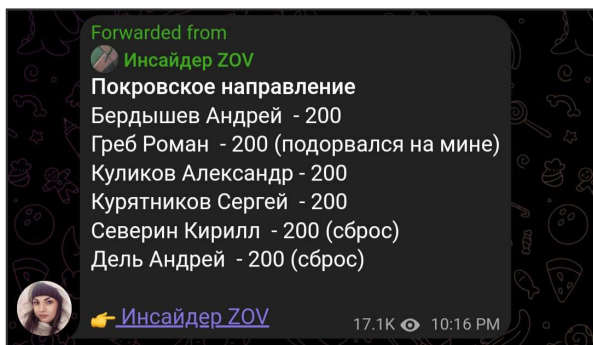 Forwarded from
Инсайдер ZOV
Покровское направление
Бердышев Андрей - 200
Греб Роман - 200 (подорвался на мине)
Куликов Александр - 200
Курятников Сергей - 200
Северин Кирилл - 200 (сброс)
Дель Андрей - 200 (сброс)
👉 Инсайдер ZOV
17.1K 10:16 PM